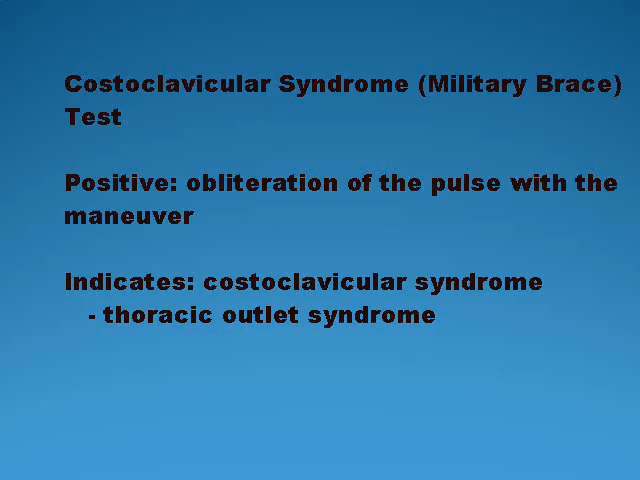 Costoclavicular Syndrome (Military Brace)
Test
Positive: obliteration of the pulse with the
maneuver
Indicates: costoclavicular syndrome
- thoracic outlet syndrome